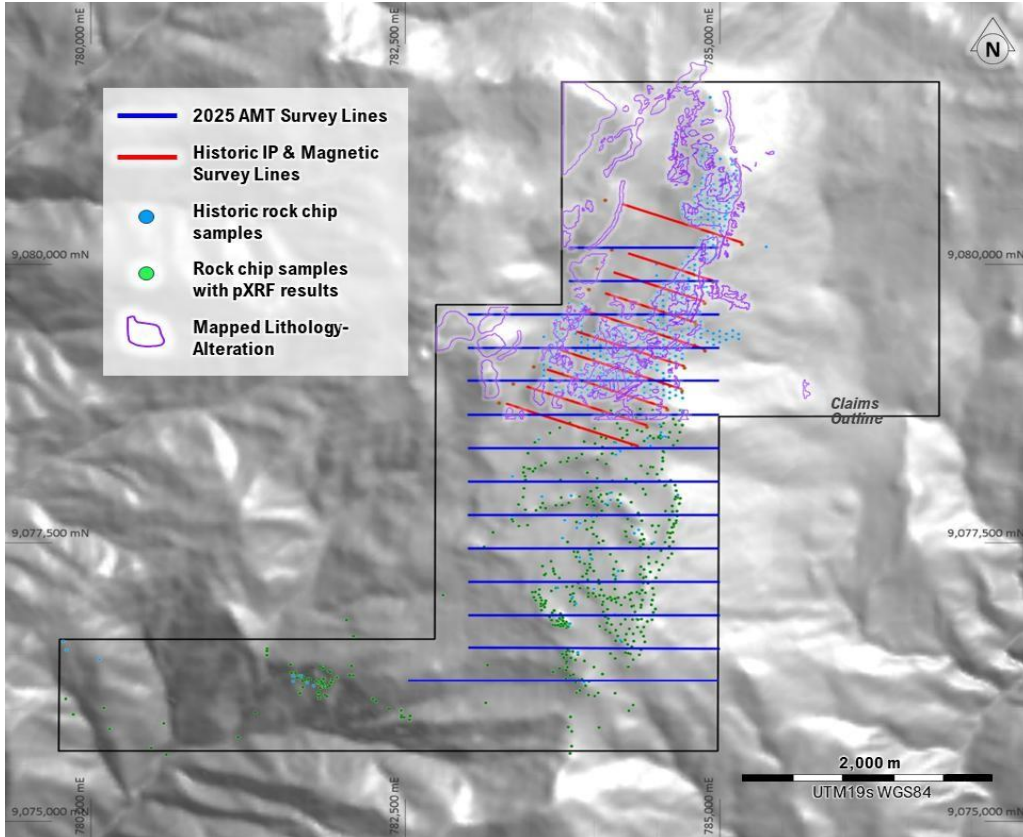 780,000 mE
782,500 mE
785,000 mE
N
2025 AMT Survey Lines
Historic IP & Magnetic
Survey Lines
Historic rock chip
samples
Rock chip samples
with pXRF results
Mapped Lithology-
Alteration
9,080,000 mN
9,080,000 mN
Claims
Outline
9,077,500 mN
9,077,500 mN
2,000 m
UTM19s WGS84
9,075,000 mN
9,075,000 mN
780,000 mE
782,500 mE
785,000 mE